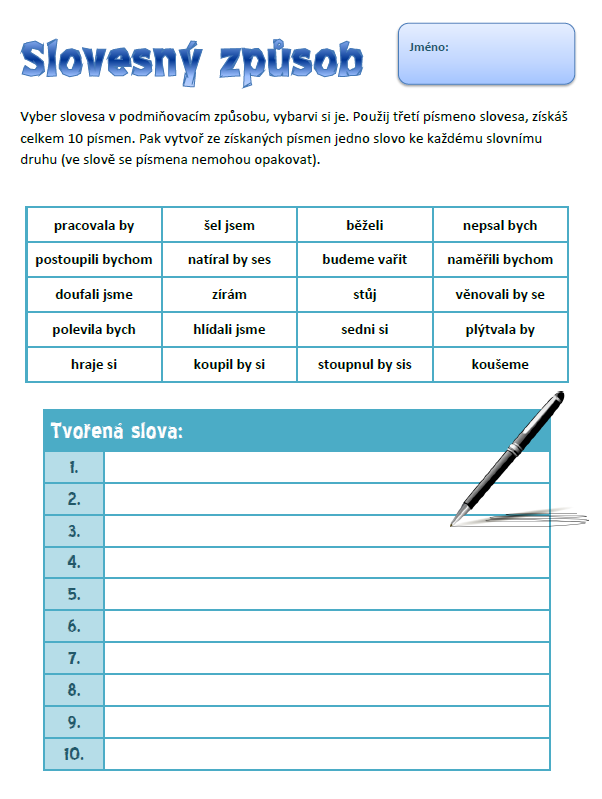 Slovesný způsob
Jméno:
Vyber slovesa v podmiňovacím způsobu, vybarvi si je. Použij třetí písmeno slovesa, získáš
celkem 10 písmen. Pak vytvoř ze získaných písmen jedno slovo ke každému slovnímu
druhu (ve slově se písmena nemohou opakovat).
pracovala by šel jsem běželi nepsal bych
postoupili bychom natíral by ses budeme vařit naměřili bychom
doufali jsme zírám stůj věnovali by se
polevila bych hlídali jsme sedni si plýtvala by
hraje si koupil by si stoupnul by sis koušeme
Tvořená slova:
1.
2.
3.
4.
5.
6.
7.
8.
9.
10.